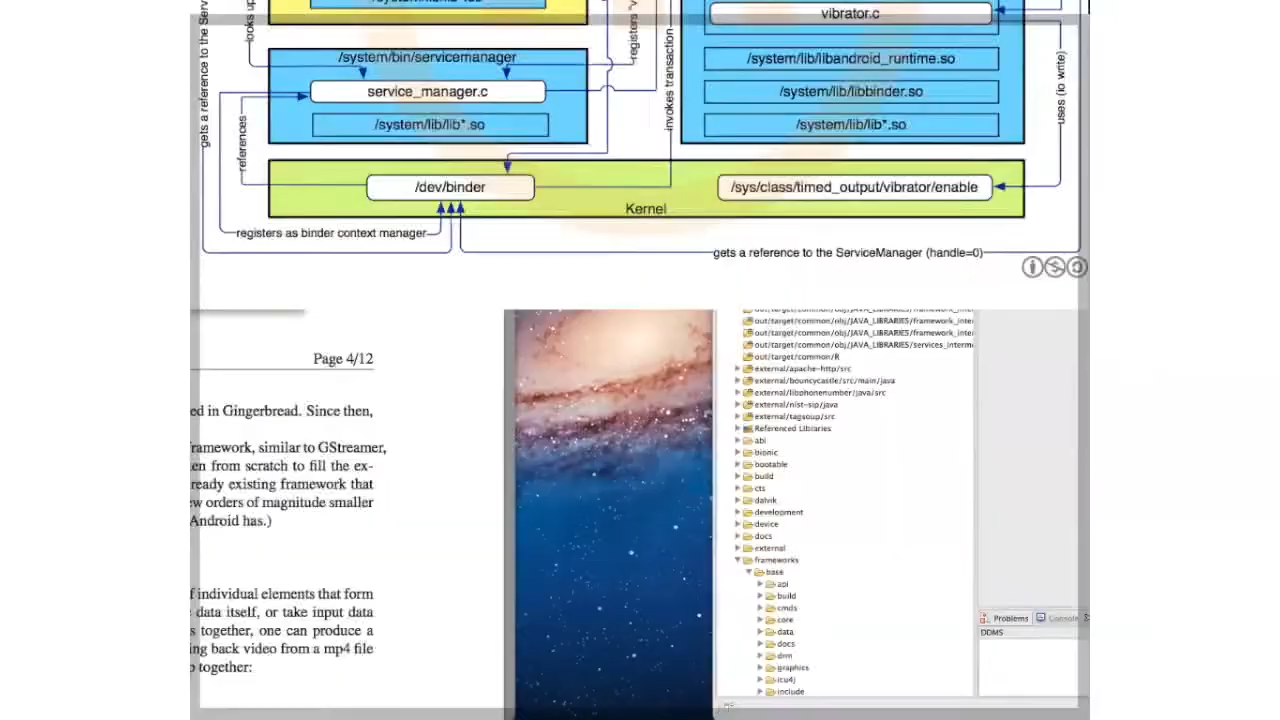 vibrator.c
/system/bin/servicemanager
service_manager.c
/system/lib/lib*.so
/system/lib/libandroid_runtime.so
/system/lib/libbinder.so
/system/lib/lib*.so
gets a reference to the
looks up
registers
invokes transaction
references
uses (to write)
/dev/binder
/sys/class/timed_output/vibrator/enable
Kernel
registers as binder context manager
gets a reference to the ServiceManager (handle=0)
Page 4/12
ed in Gingerbread. Since then,
ramework, similar to GStreamer,
en from scratch to fill the ex-
ready existing framework that
w orders of magnitude smaller
Android has.)
f individual elements that form
data itself, or take input data
s together, one can produce a
ing back video from a mp4 file
together:
out/target/common/obj/JAVA_LIBRARIES/framework_inte
out/target/common/obj/JAVA_LIBRARIES/framework_inte
out/target/common/obj/JAVA_LIBRARIES/services_interm
out/target/common/R
external/apache-http/src
external/bouncycastle/src/main/java
external/libphonenumber/java/src
external/nist-sip/java
external/tagsoup/src
Referenced Libraries
abi
bionic
bootable
build
cts
dalvik
development
device
docs
external
frameworks
base
api
build
cmds
core
data
docs
drm
graphics
icu4j
include
Problems Console
DDMS